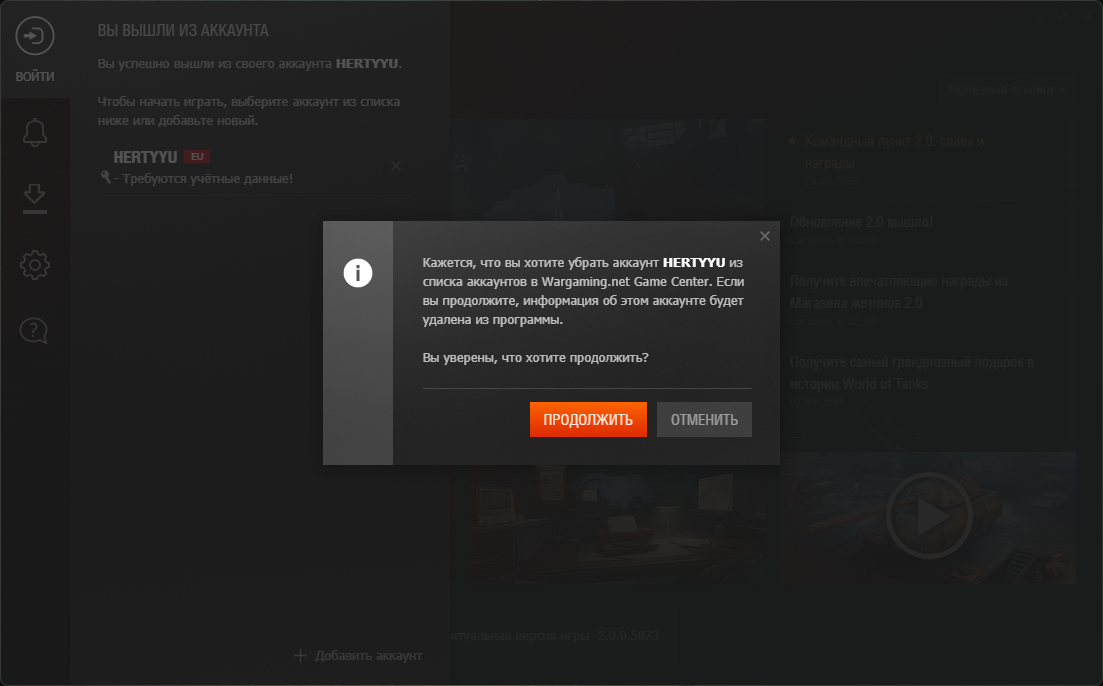 ВЫ ВЫШЛИ ИЗ АККАУНТА
ВОЙТИ
Вы успешно вышли из своего аккаунта HERTYYU.
Чтобы начать играть, выберите аккаунт из списка
ниже или добавьте новый.
HERTYYU EU
- Требуются учётные данные!
Полезные ссылки
Командный пункт 2.0: слава и
награды
Обновление 2.0 вышло!
Получите впечатляющие награды из
Магазина жетонов 2.0
Получите самый грандиозный подарок в
истории World of Tanks
Кажется, что вы хотите убрать аккаунт HERTYYU из
списка аккаунтов в Wargaming.net Game Center. Если
вы продолжите, информация об этом аккаунте будет
удалена из программы.
Вы уверены, что хотите продолжить?
ПРОДОЛЖИТЬ
ОТМЕНИТЬ
ктуальная версия игры 2.0.0.5073
+ Добавить аккаунт